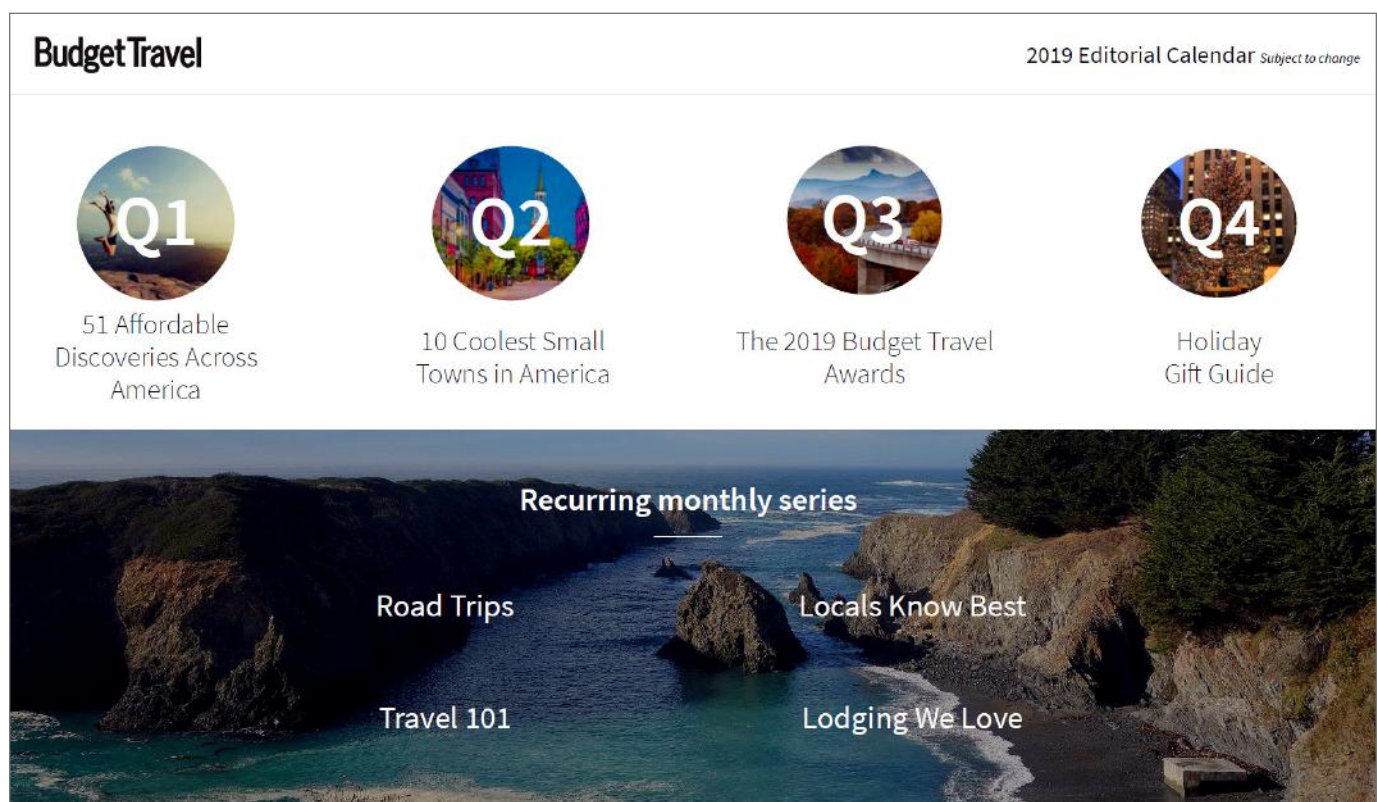 Budget Travel
2019 Editorial Calendar Subject to change
Q1
Q2
Q3
Q4
51 Affordable
Discoveries Across
America
10 Coolest Small
Towns in America
The 2019 Budget Travel
Awards
Holiday
Gift Guide
Recurring monthly series
Road Trips
Locals Know Best
Travel 101
Lodging We Love